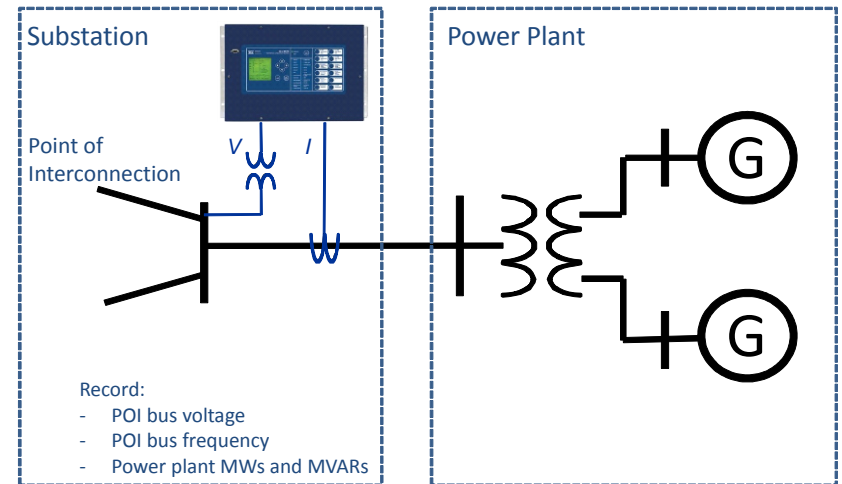 Substation
Power Plant
Point of
Interconnection
V
I
G
G
Record:
- POI bus voltage
- POI bus frequency
- Power plant MWs and MVARs